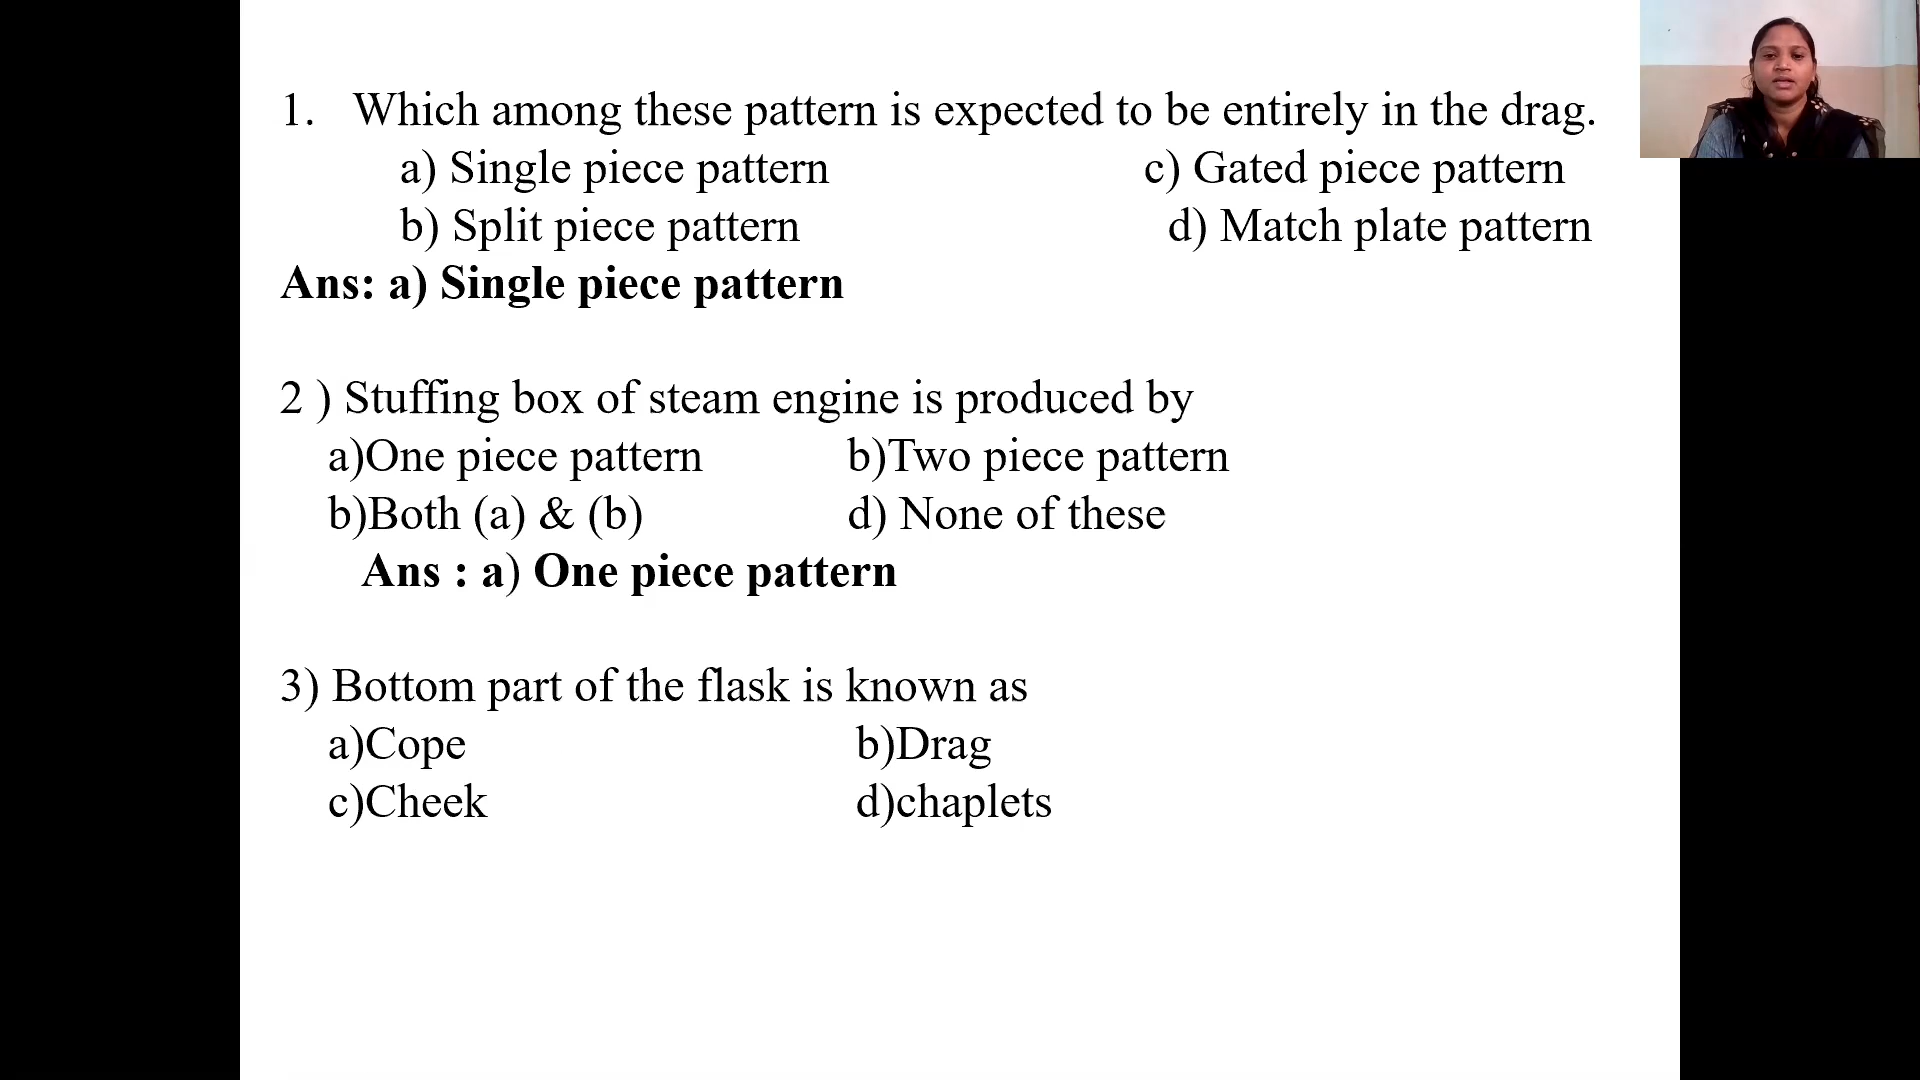 1. Which among these pattern is expected to be entirely in the drag.
a) Single piece pattern c) Gated piece pattern
b) Split piece pattern d) Match plate pattern
Ans: a) Single piece pattern
2 ) Stuffing box of steam engine is produced by
a)One piece pattern b)Two piece pattern
b)Both (a) & (b) d) None of these
Ans : a) One piece pattern
3) Bottom part of the flask is known as
a)Cope b)Drag
c)Cheek d)chaplets